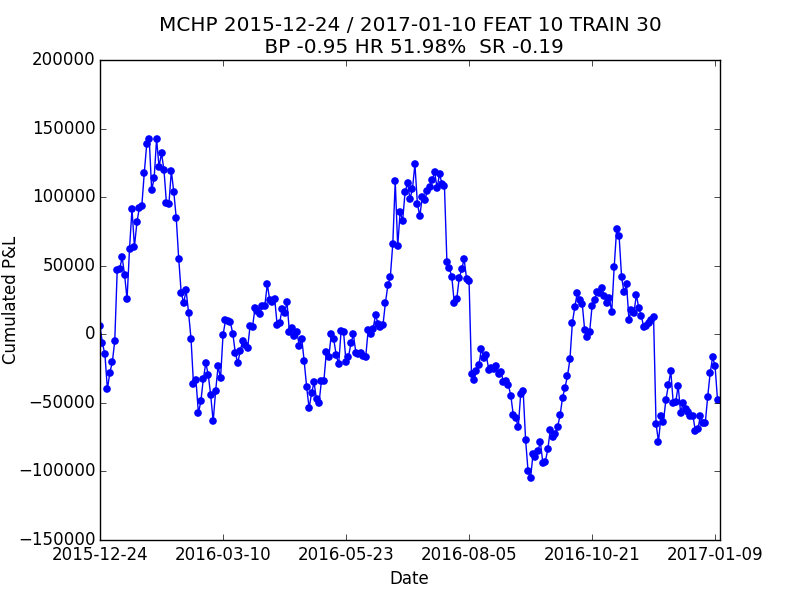 MCHP 2015-12-24 / 2017-01-10 FEAT 10 TRAIN 30
BP -0.95 HR 51.98%  SR -0.19
200000
150000
100000
50000
0
−50000
−100000
−150000
Cumulated P&L
2015-12-24 2016-03-10 2016-05-23 2016-08-05 2016-10-21 2017-01-09
Date